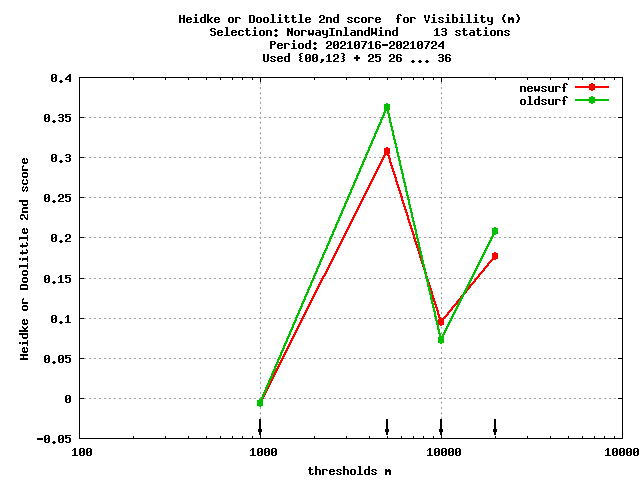 Heidke or Doolittle 2nd score  for Visibility (m)
Selection: NorwayInlandWind     13 stations
Period: 20210716-20210724
Used {00,12} + 25 26 ... 36
newsurf
oldsurf
0.4
0.35
0.3
0.25
0.2
0.15
0.1
0.05
0
-0.05
Heidke or Doolittle 2nd score
100
1000
10000
10000
thresholds m